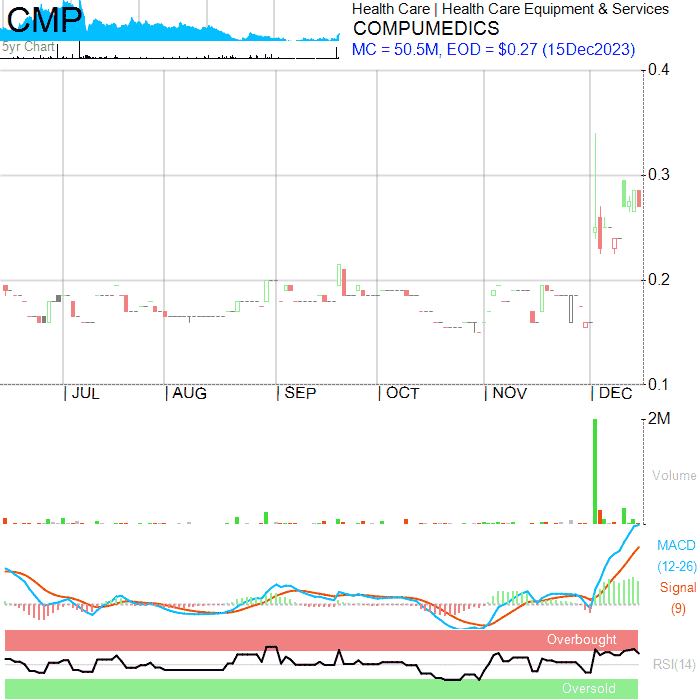 CMP
5yr Chart
Health Care | Health Care Equipment & Services
COMPUMEDICS
MC = 50.5M, EOD = $0.27 (15Dec2023)
0.4
0.3
0.2
0.1
| JUL | AUG | SEP | OCT | NOV | DEC
2M
Volume
MACD
(12-26)
Signal
(9)
Overbought
RSI(14)
Oversold